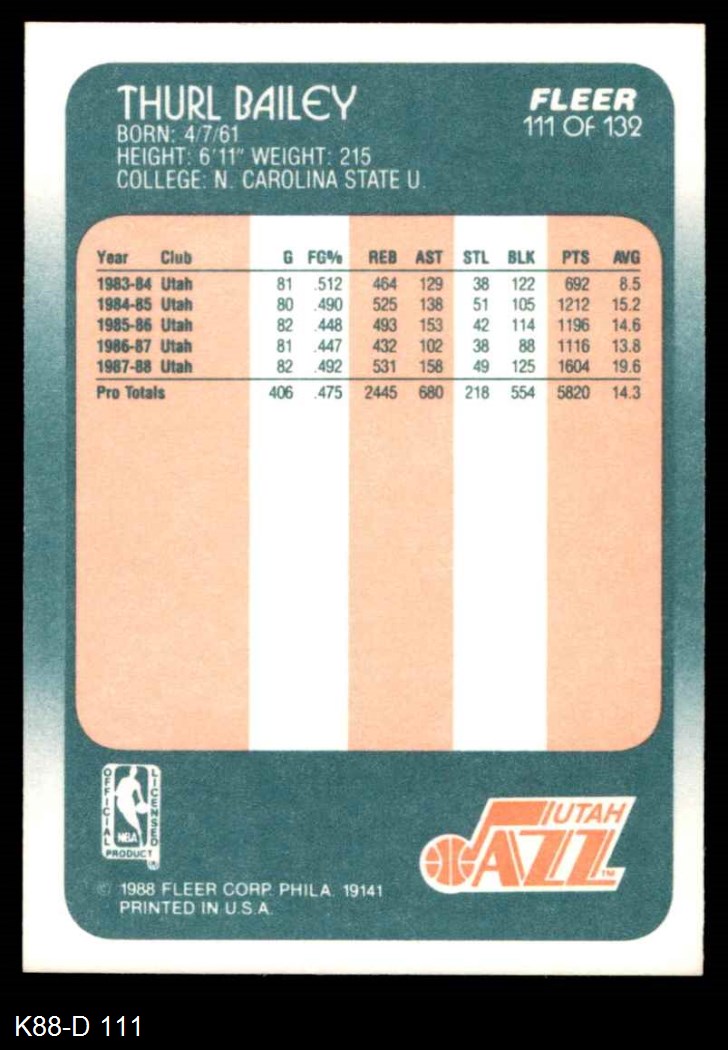 THURL BAILEY
FLEER
111 OF 132
BORN: 4/7/61
HEIGHT: 6'11" WEIGHT: 215
COLLEGE: N. CAROLINA STATE U.
Year Club G FG% REB AST STL BLK PTS AVG
1983-84 Utah 81 .512 464 129 38 122 692 8.5
1984-85 Utah 80 .490 525 138 51 105 1212 15.2
1985-86 Utah 82 .448 493 153 42 114 1196 14.6
1986-87 Utah 81 .447 432 102 38 88 1116 13.8
1987-88 Utah 82 .492 531 158 49 125 1604 19.6
Pro Totals 406 .475 2445 680 218 554 5820 14.3
OFFICIAL LICENSED
NBA
PRODUCT ®
UTAH
JAZZ ™
© 1988 FLEER CORP. PHILA. 19141
PRINTED IN U.S.A.
K88-D 111